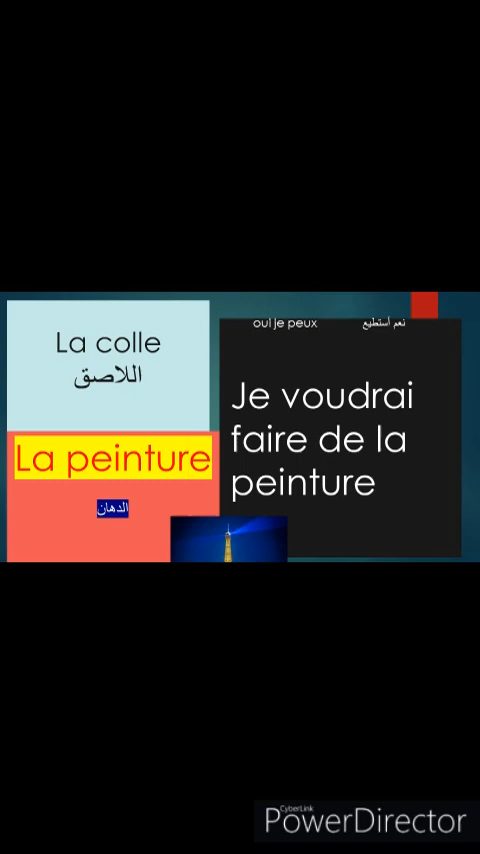 La colle
اللاصق
La peinture
الدهان
oui je peux
نعم أستطيع
Je voudrai
faire de la
peinture
CyberLink
PowerDirector